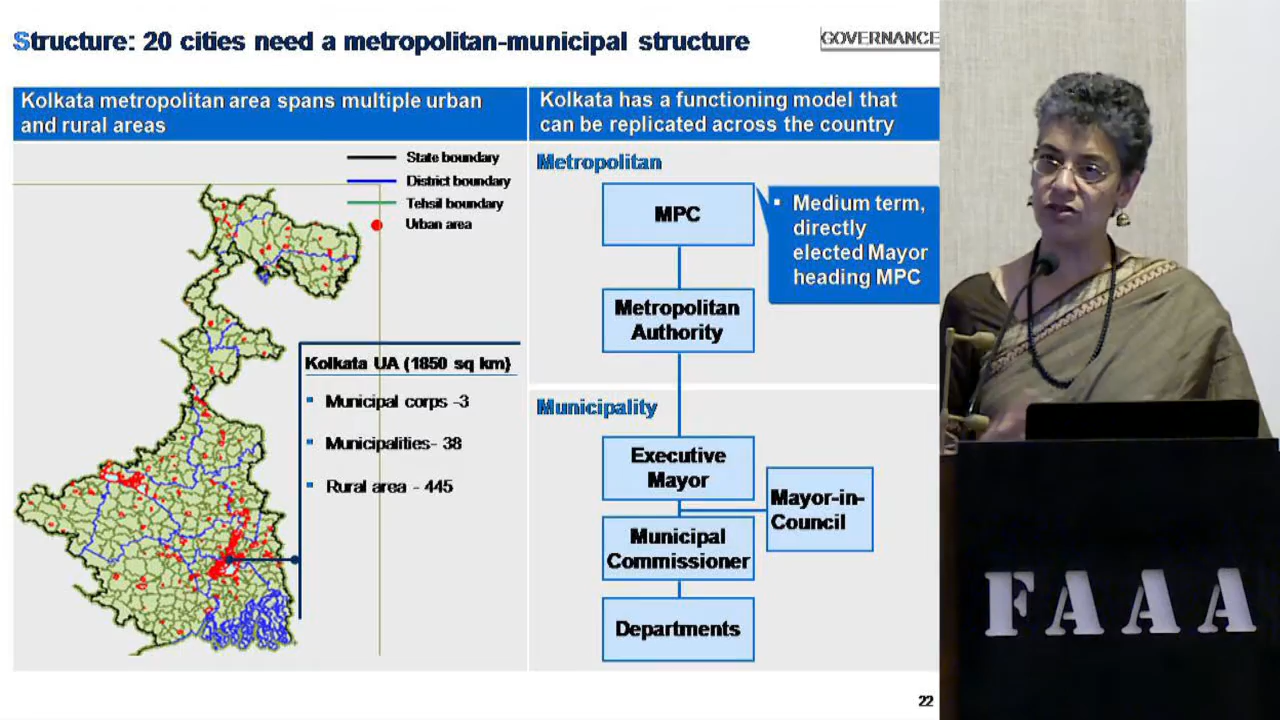 Structure: 20 cities need a metropolitan-municipal structure
GOVERNANCE
Kolkata metropolitan area spans multiple urban
and rural areas
State boundary
District boundary
Tehsil boundary
Urban area
Kolkata UA (1850 sq km)
Municipal corps -3
Municipalities- 38
Rural area - 445
Kolkata has a functioning model that
can be replicated across the country
Metropolitan
MPC
Medium term,
directly
elected Mayor
heading MPC
Metropolitan
Authority
Municipality
Executive
Mayor
Mayor-in-
Council
Municipal
Commissioner
Departments
22
FAAA